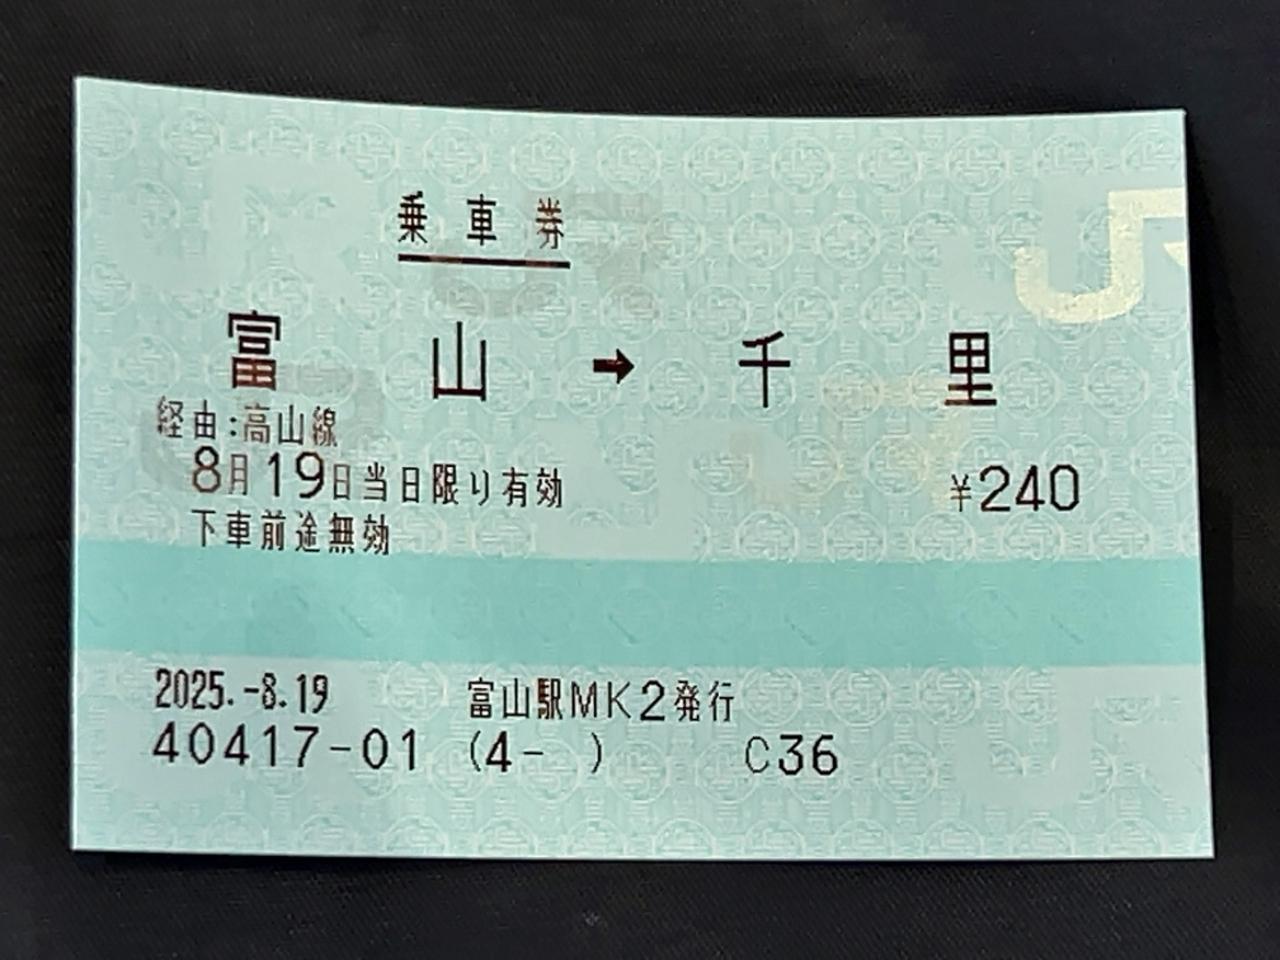 乗車券
富山→千里
経由:高山線
8月19日当日限り有効 ¥240
下車前途無効
2025.-8.19 富山駅MK2発行
40417-01 (4- ) C36
JR